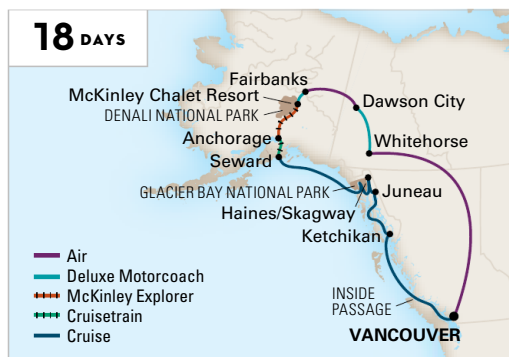 18 DAYS
Fairbanks
McKinley Chalet Resort
DENALI NATIONAL PARK
Dawson City
Anchorage
Whitehorse
Seward
GLACIER BAY NATIONAL PARK
Juneau
Haines/Skagway
Ketchikan
Air
Deluxe Motorcoach
McKinley Explorer
Cruisetrain
Cruise
INSIDE
PASSAGE
VANCOUVER